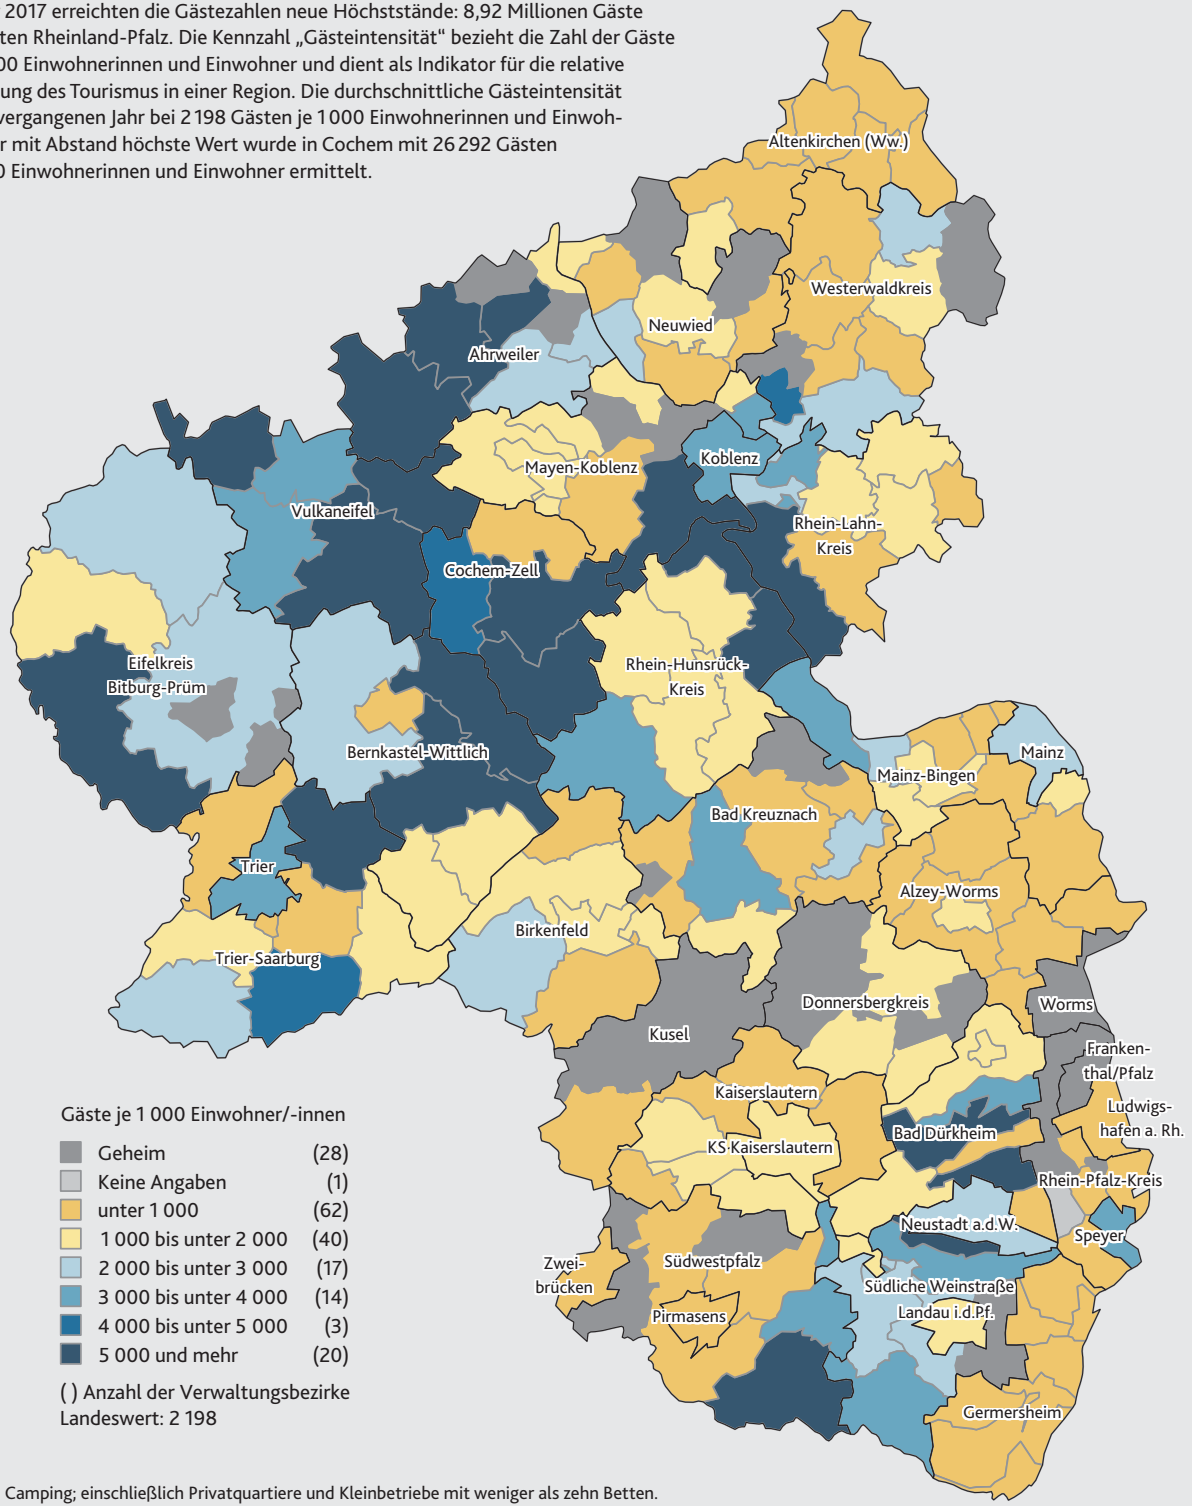 2017 erreichten die Gästezahlen neue Höchststände: 8,92 Millionen Gäste
ten Rheinland-Pfalz. Die Kennzahl „Gästeintensität“ bezieht die Zahl der Gäste
00 Einwohnerinnen und Einwohner und dient als Indikator für die relative
ung des Tourismus in einer Region. Die durchschnittliche Gästeintensität
vergangenen Jahr bei 2 198 Gästen je 1 000 Einwohnerinnen und Einwoh-
r mit Abstand höchste Wert wurde in Cochem mit 26 292 Gästen
0 Einwohnerinnen und Einwohner ermittelt.
Altenkirchen (Ww.)
Westerwaldkreis
Neuwied
Ahrweiler
Koblenz
Mayen-Koblenz
Vulkaneifel
Rhein-Lahn-
Kreis
Cochem-Zell
Eifelkreis
Bitburg-Prüm
Rhein-Hunsrück-
Kreis
Bernkastel-Wittlich
Mainz
Mainz-Bingen
Bad Kreuznach
Trier
Alzey-Worms
Birkenfeld
Trier-Saarburg
Donnersbergkreis
Worms
Kusel
Franken-
thal/Pfalz
Kaiserslautern
Ludwigs-
hafen a. Rh.
Bad Dürkheim
KS Kaiserslautern
Rhein-Pfalz-Kreis
Neustadt a.d.W.
Speyer
Zwei-
brücken
Südwestpfalz
Südliche Weinstraße
Landau i.d.Pf.
Pirmasens
Germersheim
Gäste je 1 000 Einwohner/-innen
Geheim (28)
Keine Angaben (1)
unter 1 000 (62)
1 000 bis unter 2 000 (40)
2 000 bis unter 3 000 (17)
3 000 bis unter 4 000 (14)
4 000 bis unter 5 000 (3)
5 000 und mehr (20)
( ) Anzahl der Verwaltungsbezirke
Landeswert: 2 198
Camping; einschließlich Privatquartiere und Kleinbetriebe mit weniger als zehn Betten.